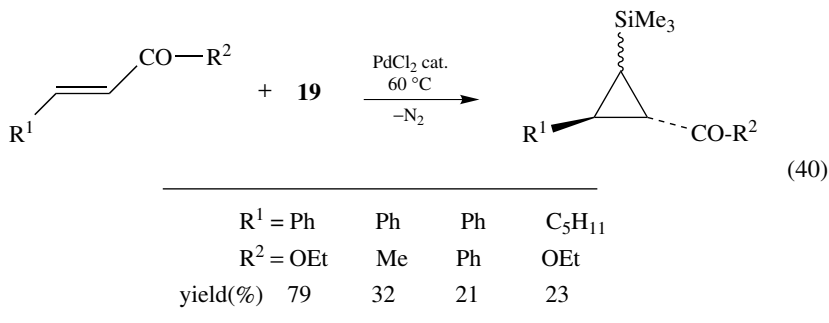 SiMe₃
CO—R²
R¹
+ 19
PdCl₂ cat.
60 °C
−N₂
R¹
CO-R²
(40)
R¹ = Ph Ph Ph C₅H₁₁
R² = OEt Me Ph OEt
yield(%) 79 32 21 23